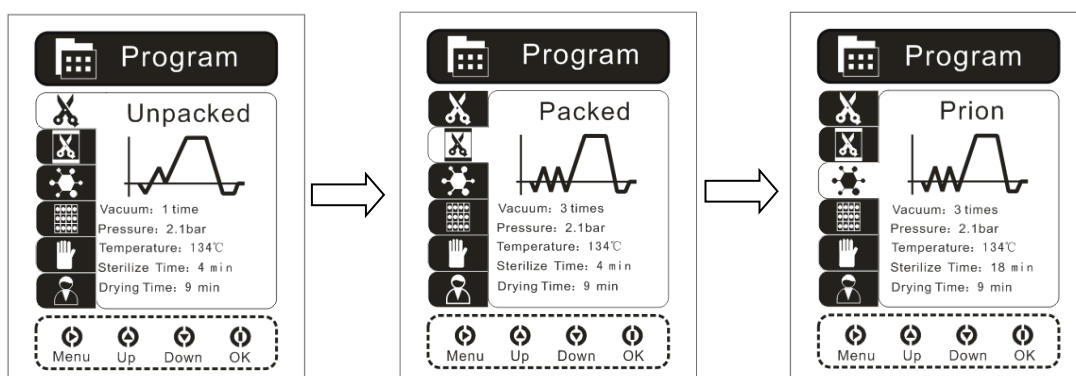 Program
Unpacked
Vacuum: 1 time
Pressure: 2.1bar
Temperature: 134℃
Sterilize Time: 4 min
Drying Time: 9 min
Menu Up Down OK
Program
Packed
Vacuum: 3 times
Pressure: 2.1bar
Temperature: 134℃
Sterilize Time: 4 min
Drying Time: 9 min
Menu Up Down OK
Program
Prion
Vacuum: 3 times
Pressure: 2.1bar
Temperature: 134℃
Sterilize Time: 18 min
Drying Time: 9 min
Menu Up Down OK